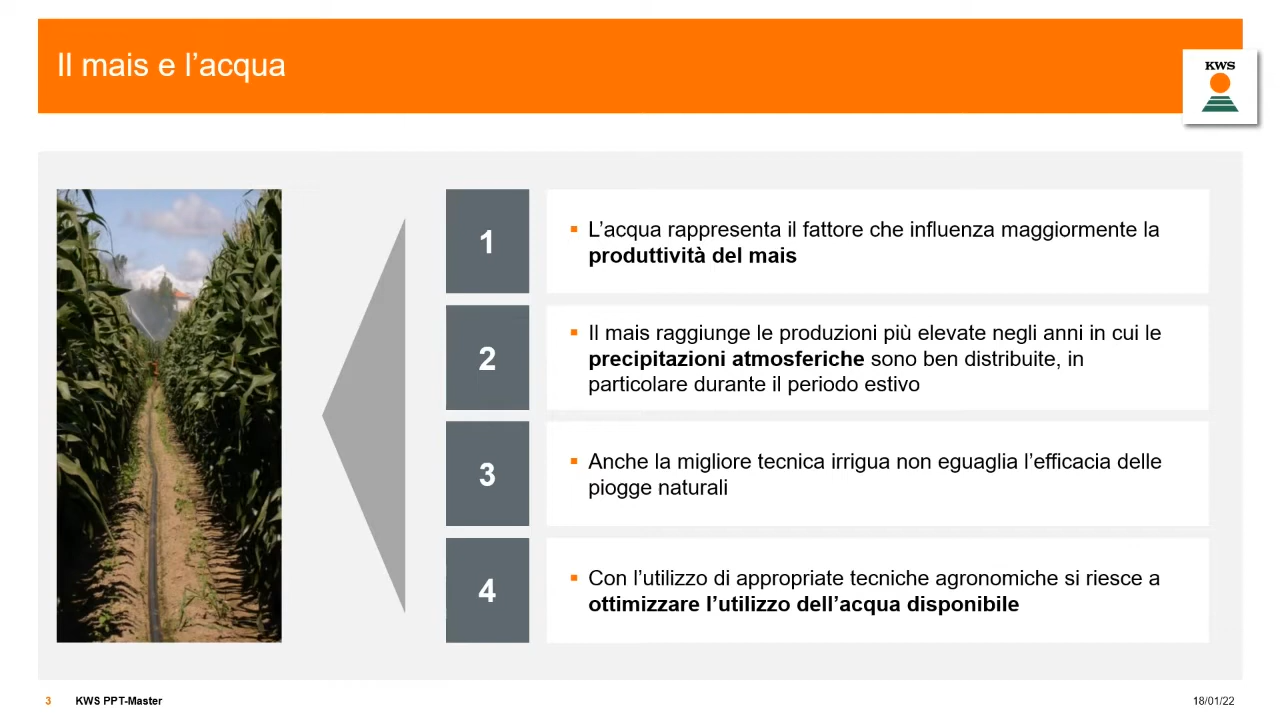 Il mais e l’acqua
KWS
1
▪ L’acqua rappresenta il fattore che influenza maggiormente la
produttività del mais
2
▪ Il mais raggiunge le produzioni più elevate negli anni in cui le
precipitazioni atmosferiche sono ben distribuite, in
particolare durante il periodo estivo
3
▪ Anche la migliore tecnica irrigua non eguaglia l’efficacia delle
piogge naturali
4
▪ Con l’utilizzo di appropriate tecniche agronomiche si riesce a
ottimizzare l’utilizzo dell’acqua disponibile
3 KWS PPT-Master 18/01/22